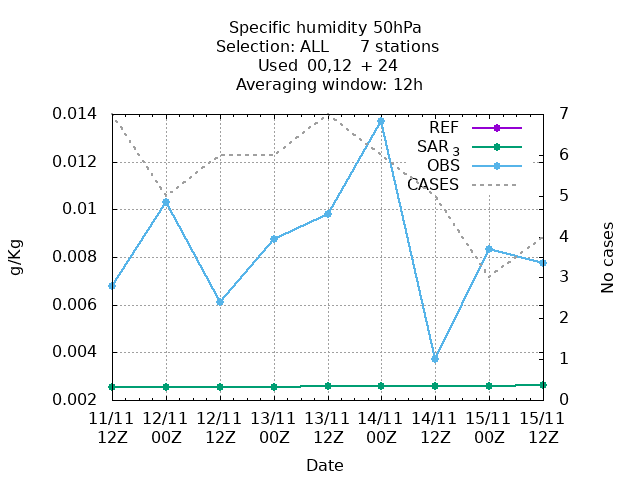 Specific humidity 50hPa
Selection: ALL 7 stations
Used 00,12 + 24
Averaging window: 12h
0.014
0.012
0.01
0.008
0.006
0.004
0.002
7
6
5
4
3
2
1
0
REF
SAR 3
OBS
CASES
g/Kg
No cases
11/11 12/11 12/11 13/11 13/11 14/11 14/11 15/11 15/11
12Z 00Z 12Z 00Z 12Z 00Z 12Z 00Z 12Z
Date